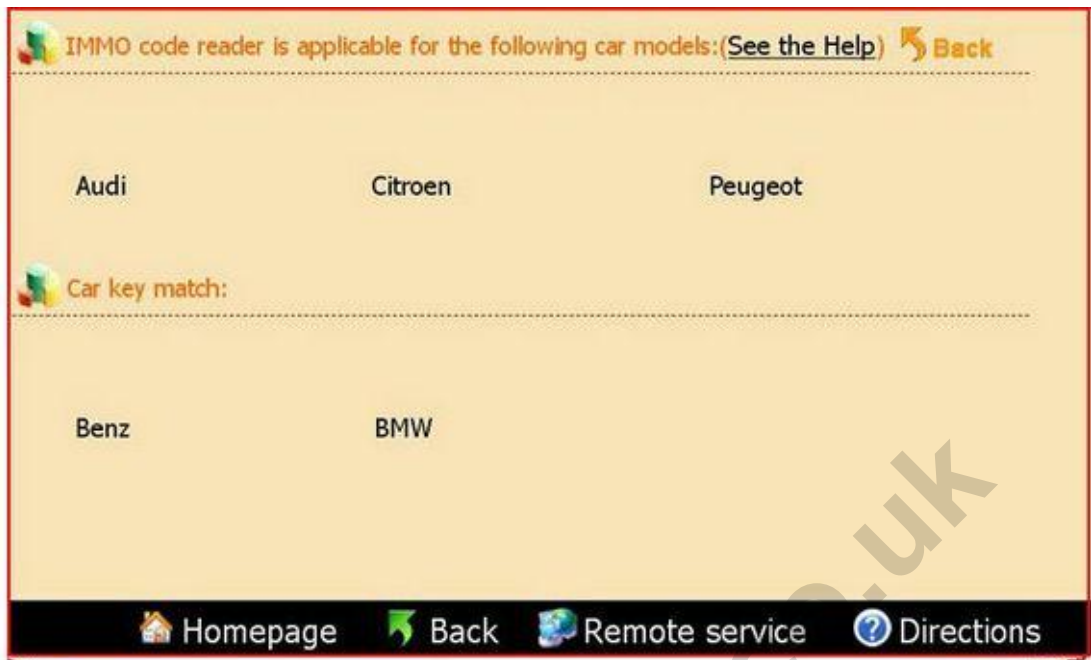 IMMO code reader is applicable for the following car models:(See the Help) Back
Audi Citroen Peugeot
Car key match:
Benz BMW
.uk
Homepage Back Remote service Directions